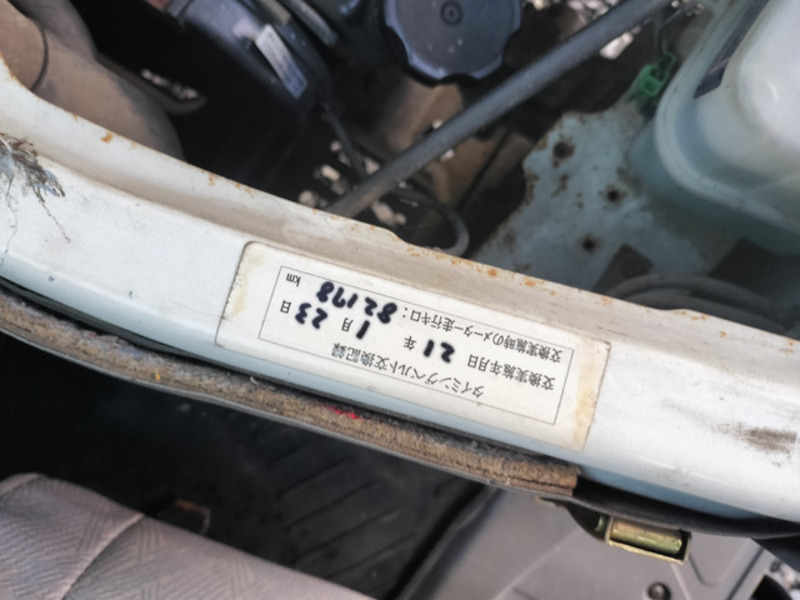 タイミングベルト交換記録
交換実施年月日 21 年 1 月 23 日
交換実施時のメーター走行キロ： 82178 km